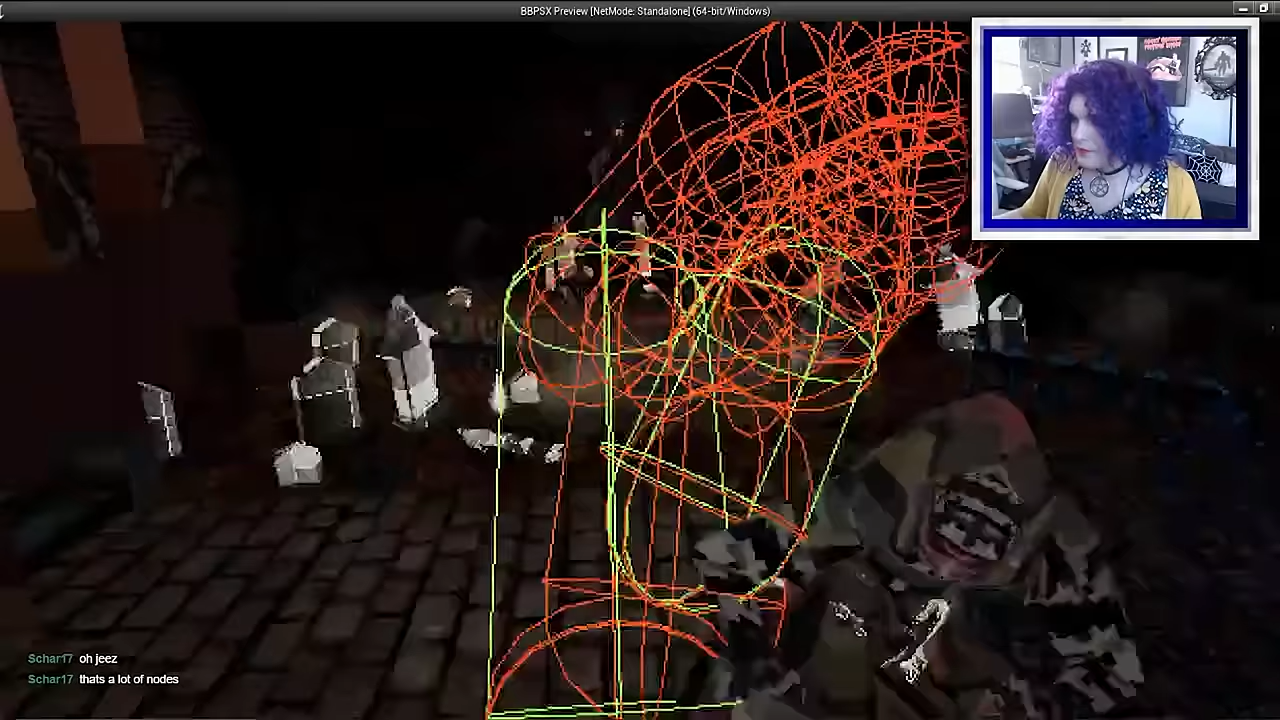 BBPSX Preview [NetMode: Standalone] (64-bit/Windows)
Schar17 oh jeez
Schar17 thats a lot of nodes